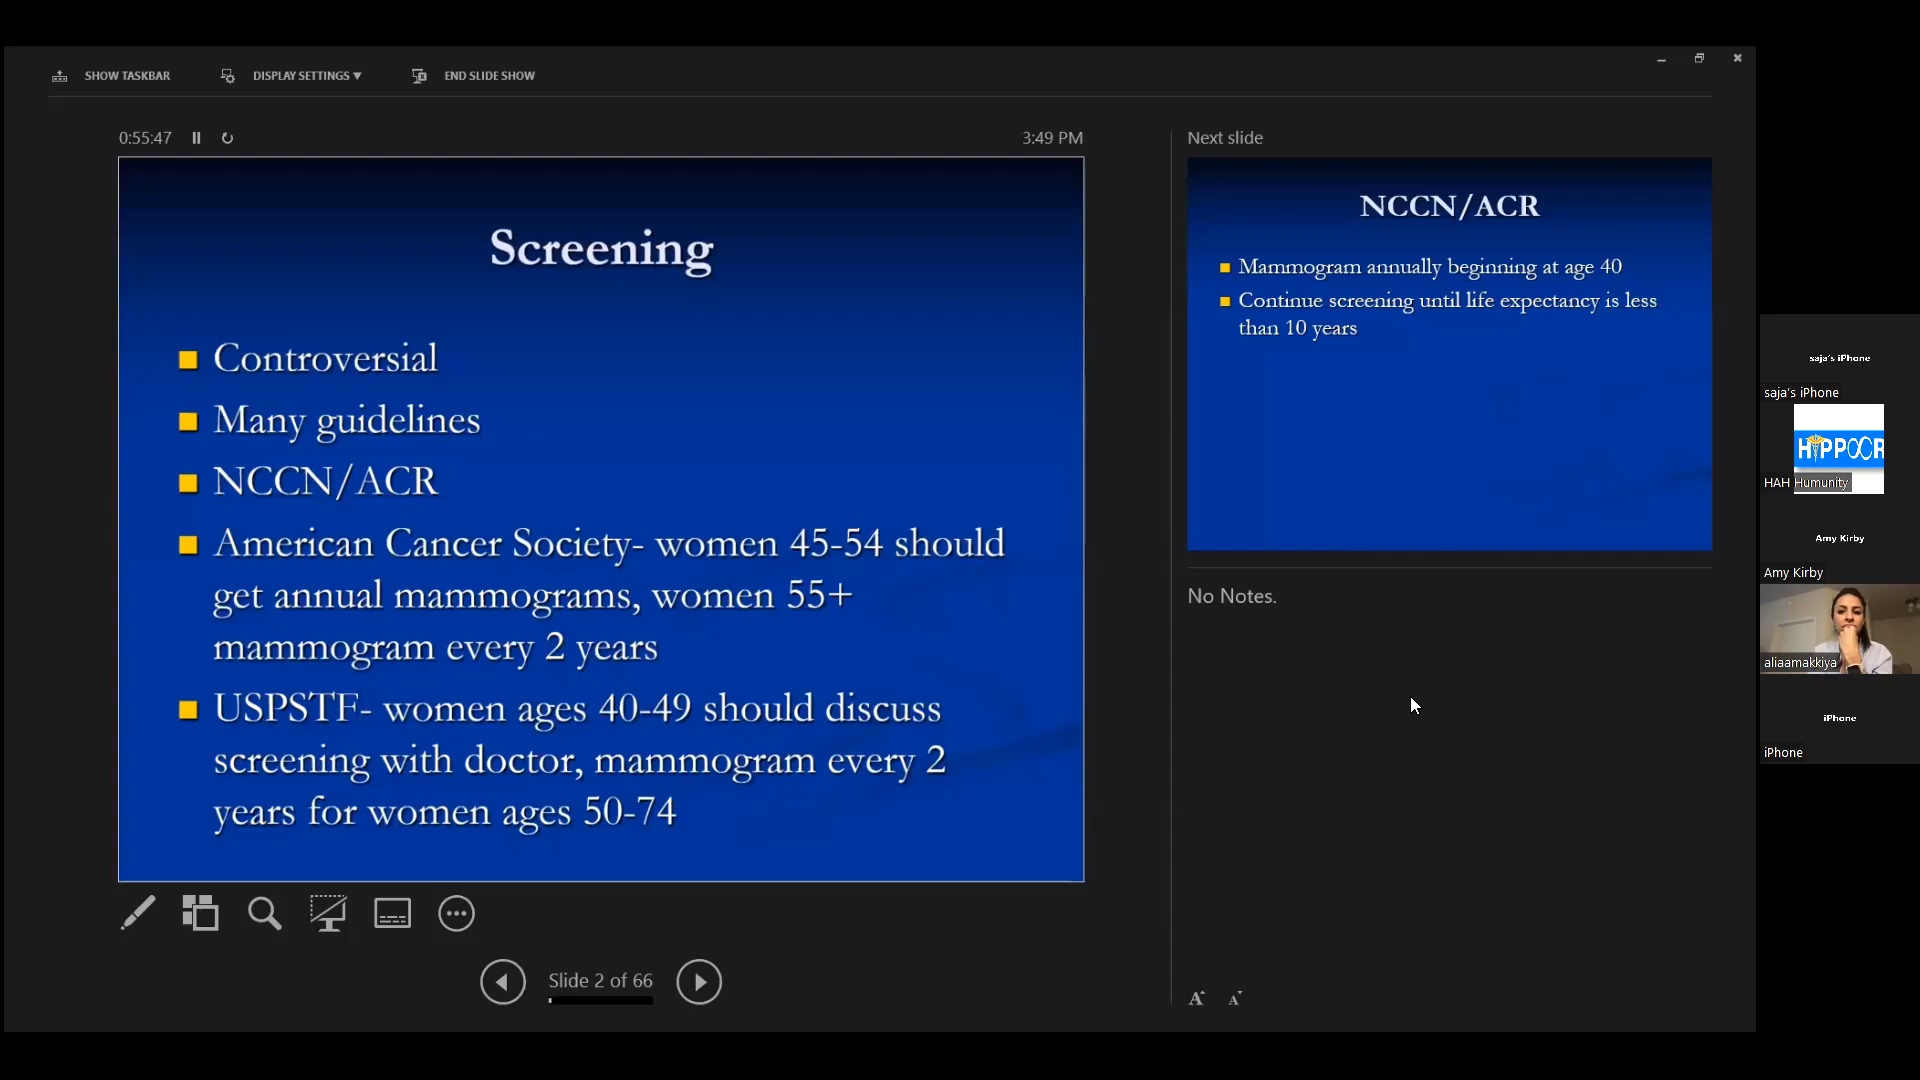 SHOW TASKBAR
DISPLAY SETTINGS ▼
END SLIDE SHOW
0:55:47
3:49 PM
Screening
Controversial
Many guidelines
NCCN/ACR
American Cancer Society- women 45-54 should
get annual mammograms, women 55+
mammogram every 2 years
USPSTF- women ages 40-49 should discuss
screening with doctor, mammogram every 2
years for women ages 50-74
Slide 2 of 66
Next slide
NCCN/ACR
Mammogram annually beginning at age 40
Continue screening until life expectancy is less
than 10 years
No Notes.
A A
saja's iPhone
saja's iPhone
HIPPOCR
HAH Humunity
Amy Kirby
Amy Kirby
aliaamakkiya
iPhone
iPhone